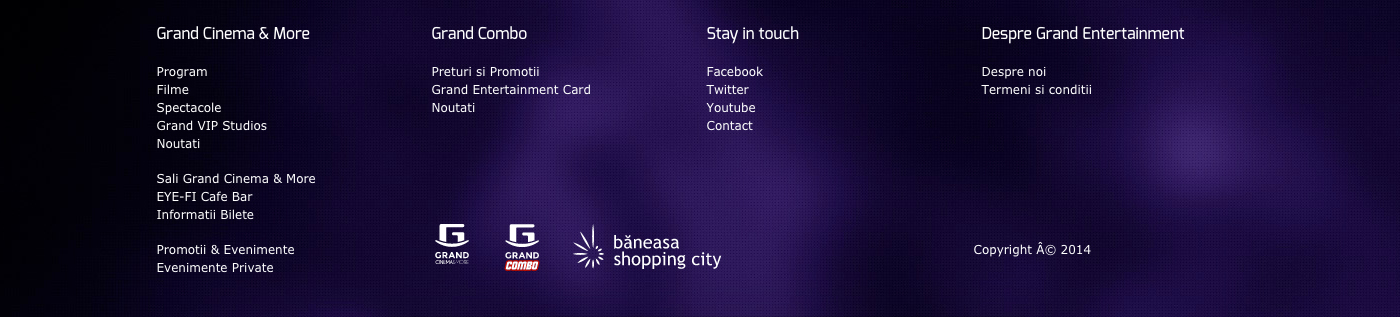 Grand Cinema & More
Program
Filme
Spectacole
Grand VIP Studios
Noutati
Sali Grand Cinema & More
EYE-FI Cafe Bar
Informatii Bilete
Promotii & Evenimente
Evenimente Private
Grand Combo
Preturi si Promotii
Grand Entertainment Card
Noutati
Stay in touch
Facebook
Twitter
Youtube
Contact
Despre Grand Entertainment
Despre noi
Termeni si conditii
G
GRAND
CINEMA&MORE
G
GRAND
COMBO
băneasa
shopping city
Copyright Â© 2014